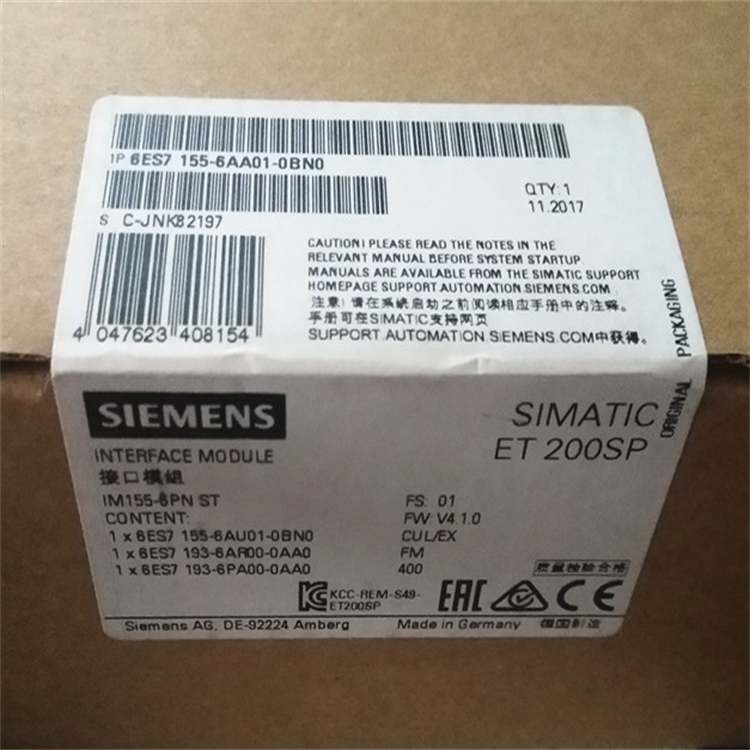 1P 6ES7 155-6AA01-0BN0
QTY:1
11.2017
S C-JNK82197
CAUTION! PLEASE READ THE NOTES IN THE
RELEVANT MANUAL BEFORE SYSTEM STARTUP.
MANUALS ARE AVAILABLE FROM THE SIMATIC SUPPORT
HOMEPAGE SUPPORT.AUTOMATION.SIEMENS.COM
注意! 请在系统启动之前阅读相应手册中的注释。
手册可在SIMATIC支持网页
SUPPORT.AUTOMATION.SIEMENS.COM中获得。
4 047623 408154
ORIGINAL PACKAGING
SIEMENS
SIMATIC
ET 200SP
INTERFACE MODULE
接口模組
IM155-6PN ST
FS: 01
CONTENT:
FW: V4.1.0
1 x 6ES7 155-6AU01-0BN0
CUL/EX
1 x 6ES7 193-6AR00-0AA0
FM
1 x 6ES7 193-6PA00-0AA0
400
质量检验合格
KCC-REM-S49-
ET200SP
EAC
CE
Siemens AG, DE-92224 Amberg
Made in Germany
德国制造